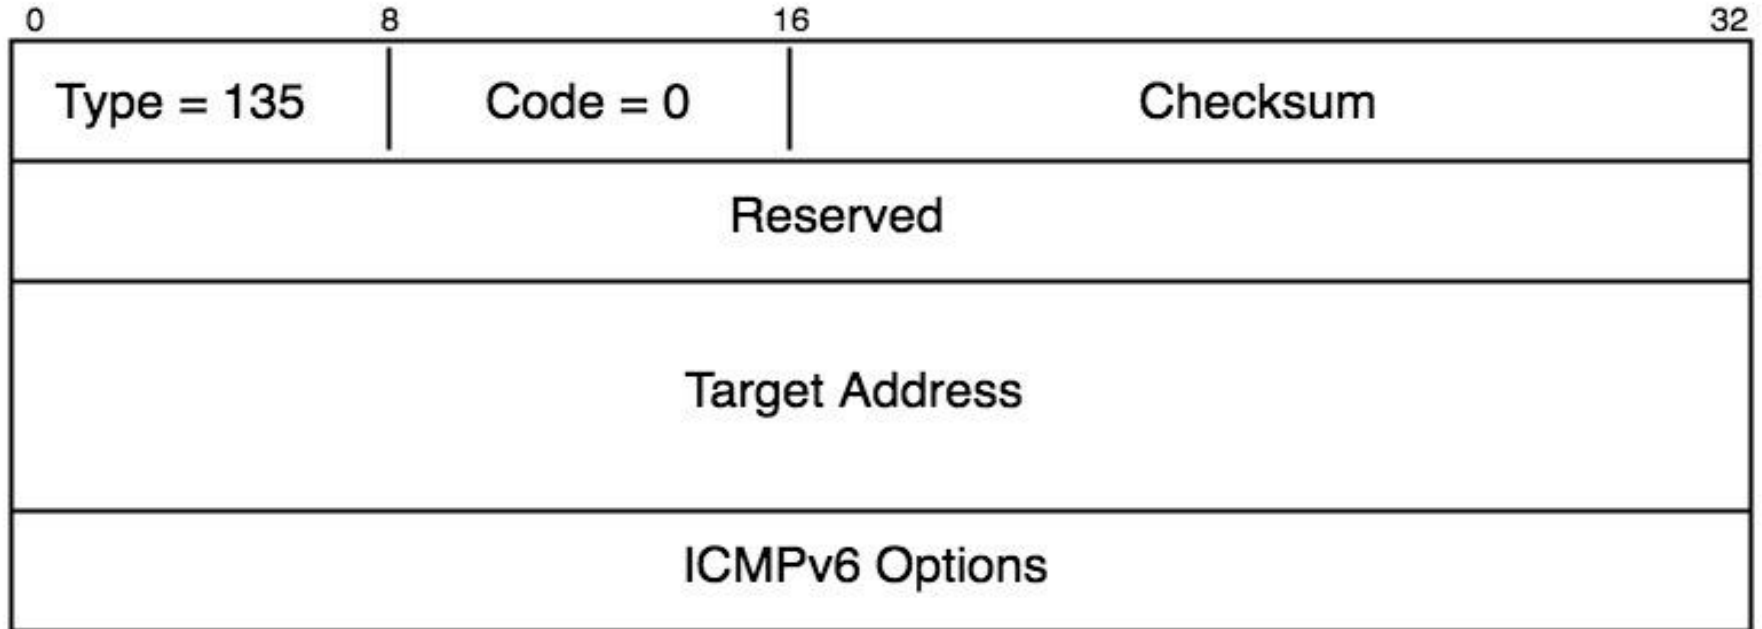 0 8 16 32
Type = 135 Code = 0 Checksum
Reserved
Target Address
ICMPv6 Options